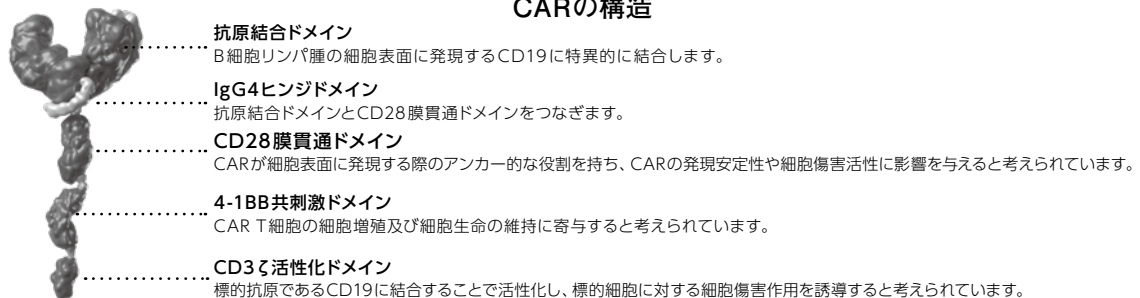 CARの構造
抗原結合ドメイン
B細胞リンパ腫の細胞表面に発現するCD19に特異的に結合します。
IgG4ヒンジドメイン
抗原結合ドメインとCD28膜貫通ドメインをつなぎます。
CD28膜貫通ドメイン
CARが細胞表面に発現する際のアンカー的な役割を持ち、CARの発現安定性や細胞傷害活性に影響を与えると考えられています。
4-1BB共刺激ドメイン
CAR T細胞の細胞増殖及び細胞生命の維持に寄与すると考えられています。
CD3ζ活性化ドメイン
標的抗原であるCD19に結合することで活性化し、標的細胞に対する細胞傷害作用を誘導すると考えられています。